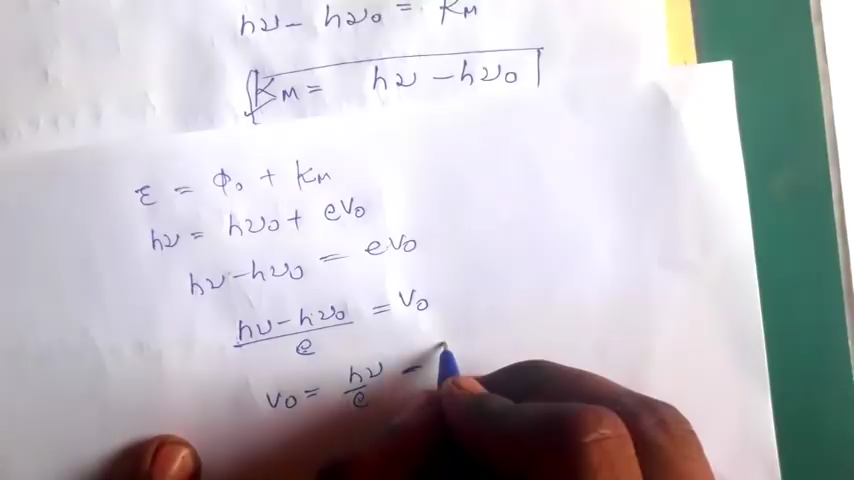 hν - hν₀ = K_M
K_M = hν - hν₀
ε = φ₀ + K_M
hν = hν₀ + eV₀
hν - hν₀ = eV₀
(hν - hν₀)/e = V₀
V₀ = hν/e -